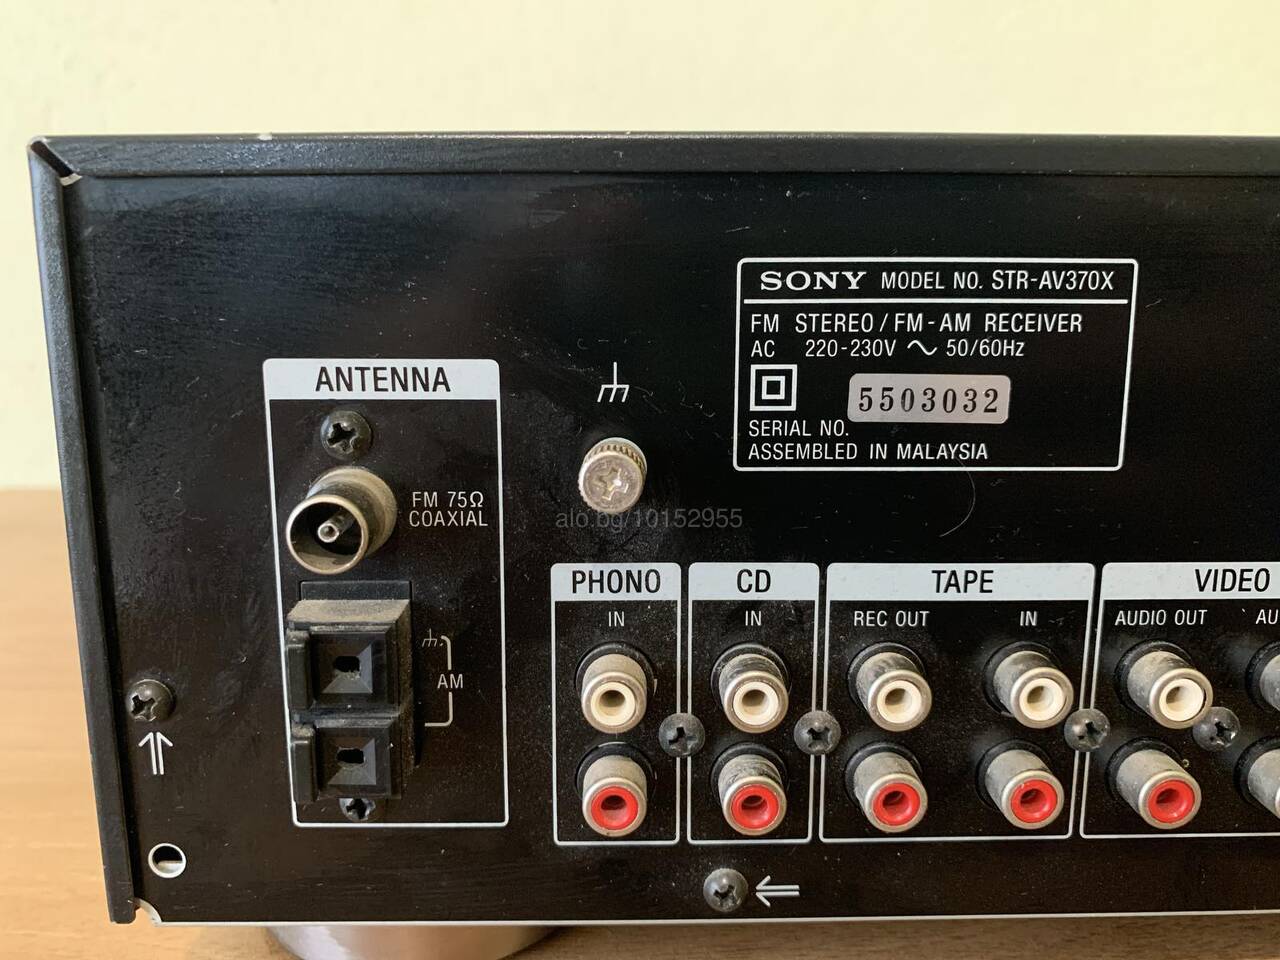 SONY MODEL NO. STR-AV370X
FM STEREO / FM-AM RECEIVER
AC 220-230V ~ 50/60Hz
5503032
SERIAL NO.
ASSEMBLED IN MALAYSIA
ANTENNA
FM 75Ω
COAXIAL
AM
alo.bg/10152955
PHONO
IN
CD
IN
TAPE
REC OUT IN
VIDEO
AUDIO OUT AU